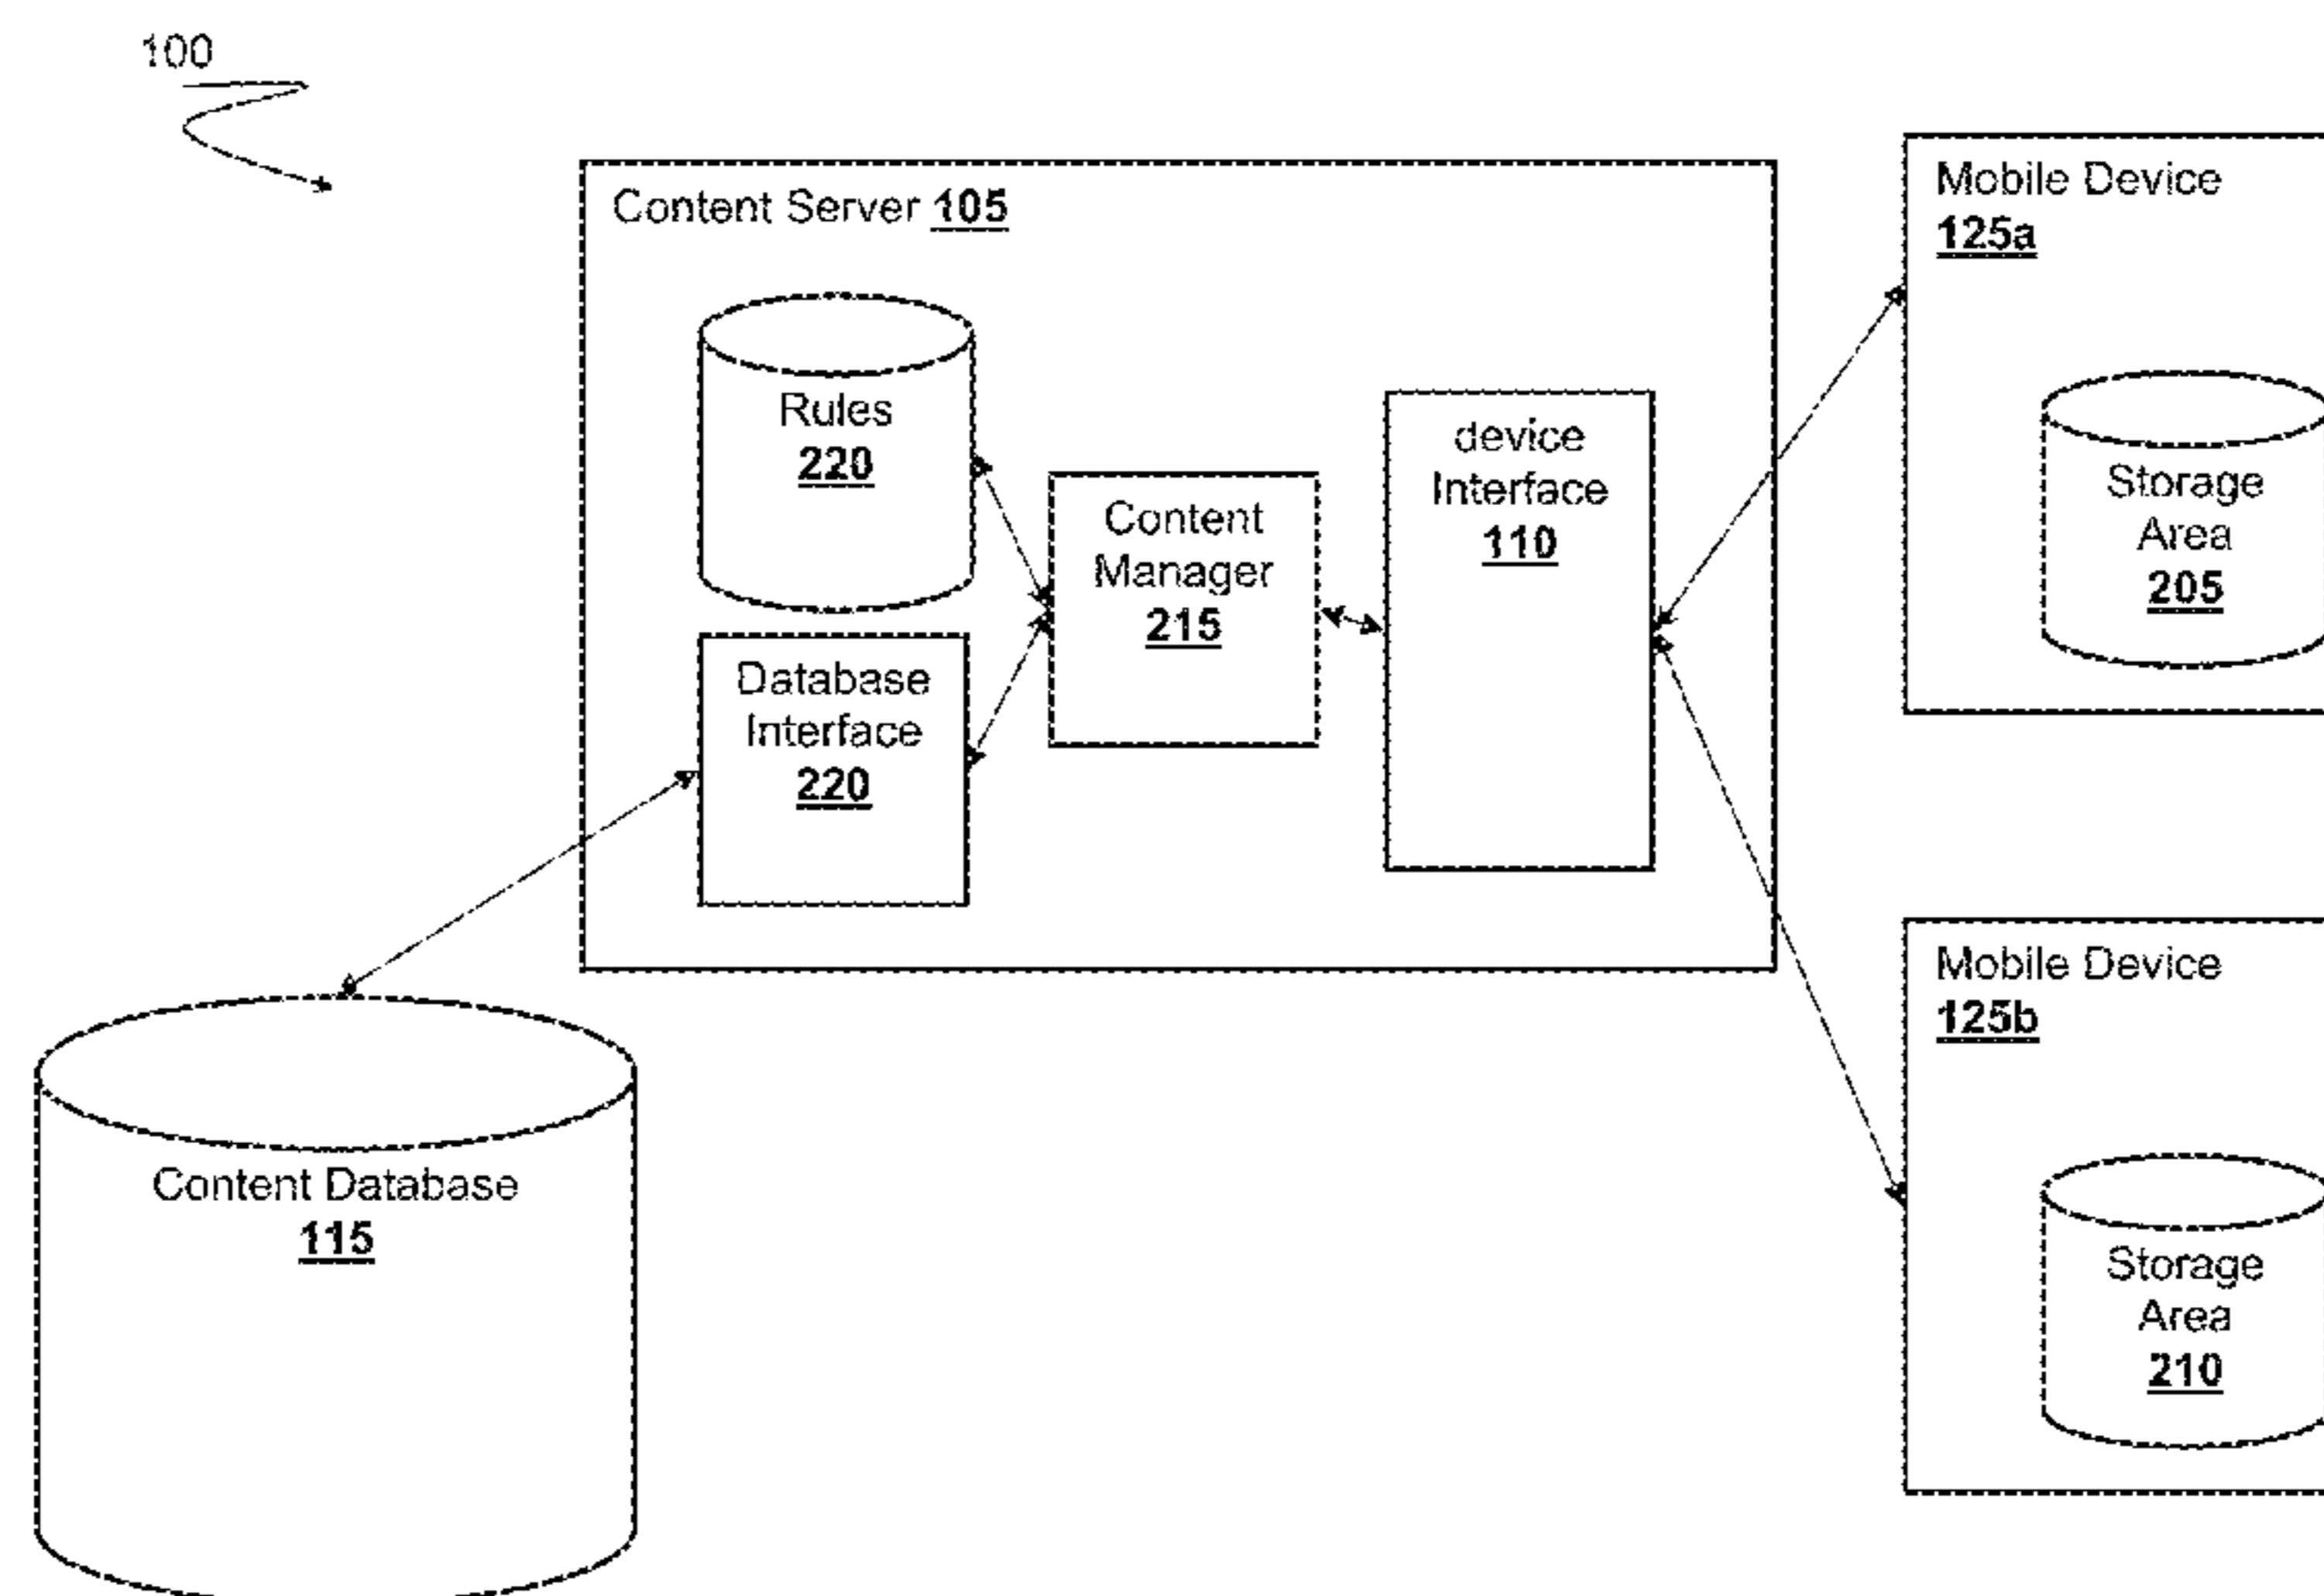 100
Content Server 105
Rules
220
Database
Interface
220
Content
Manager
215
device
Interface
110
Mobile Device
125a
Storage
Area
205
Mobile Device
125b
Storage
Area
210
Content Database
115